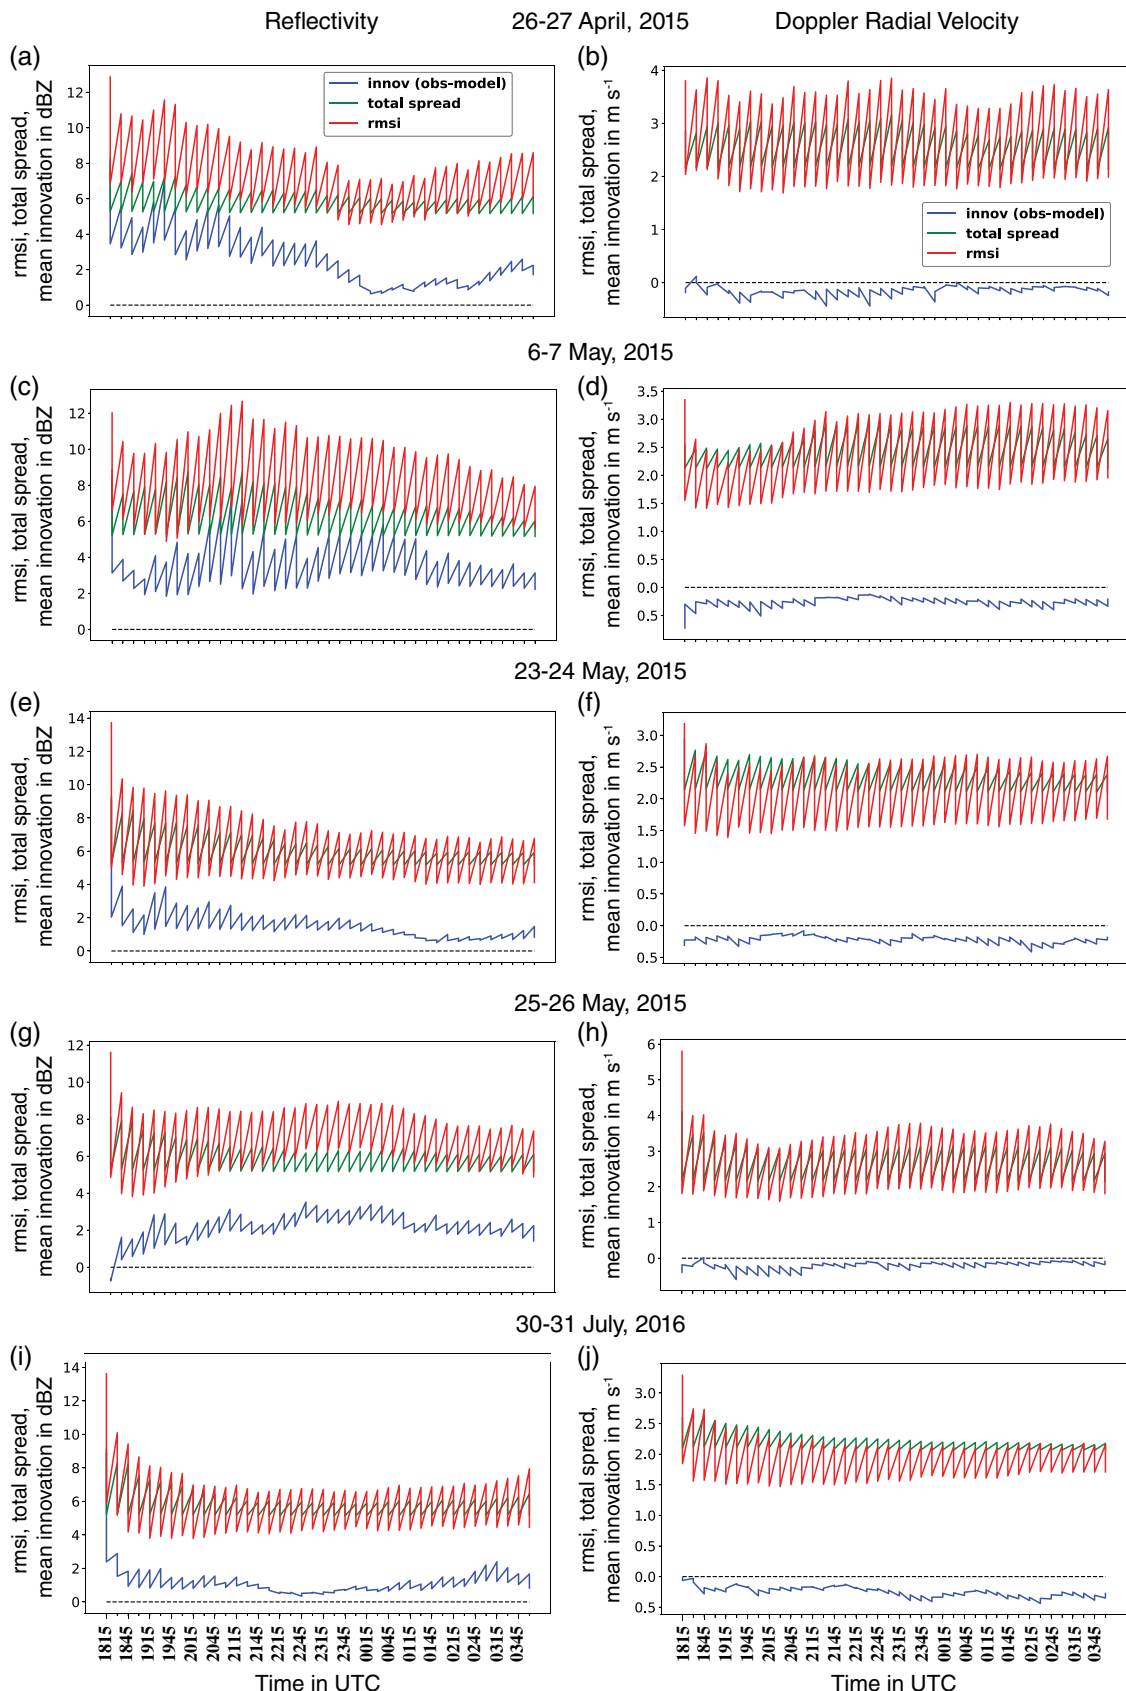 Reflectivity 26-27 April, 2015 Doppler Radial Velocity
(a)
rmsi, total spread,
mean innovation in dBZ
12
10
8
6
4
2
0
innov (obs-model)
total spread
rmsi
(b)
rmsi, total spread,
mean innovation in m s⁻¹
4
3
2
1
0
innov (obs-model)
total spread
rmsi
6-7 May, 2015
(c)
rmsi, total spread,
mean innovation in dBZ
12
10
8
6
4
2
0
(d)
rmsi, total spread,
mean innovation in m s⁻¹
3.5
3.0
2.5
2.0
1.5
1.0
0.5
0.0
0.5
23-24 May, 2015
(e)
rmsi, total spread,
mean innovation in dBZ
14
12
10
8
6
4
2
0
(f)
rmsi, total spread,
mean innovation in m s⁻¹
3.0
2.5
2.0
1.5
1.0
0.5
0.0
0.5
25-26 May, 2015
(g)
rmsi, total spread,
mean innovation in dBZ
12
10
8
6
4
2
0
(h)
rmsi, total spread,
mean innovation in m s⁻¹
6
5
4
3
2
1
0
30-31 July, 2016
(i)
rmsi, total spread,
mean innovation in dBZ
14
12
10
8
6
4
2
0
1815 1845 1915 1945 2015 2045 2115 2145 2215 2245 2315 2345 0015 0045 0115 0145 0215 0245 0315 0345
Time in UTC
(j)
rmsi, total spread,
mean innovation in m s⁻¹
3.0
2.5
2.0
1.5
1.0
0.5
0.0
0.5
1815 1845 1915 1945 2015 2045 2115 2145 2215 2245 2315 2345 0015 0045 0115 0145 0215 0245 0315 0345
Time in UTC